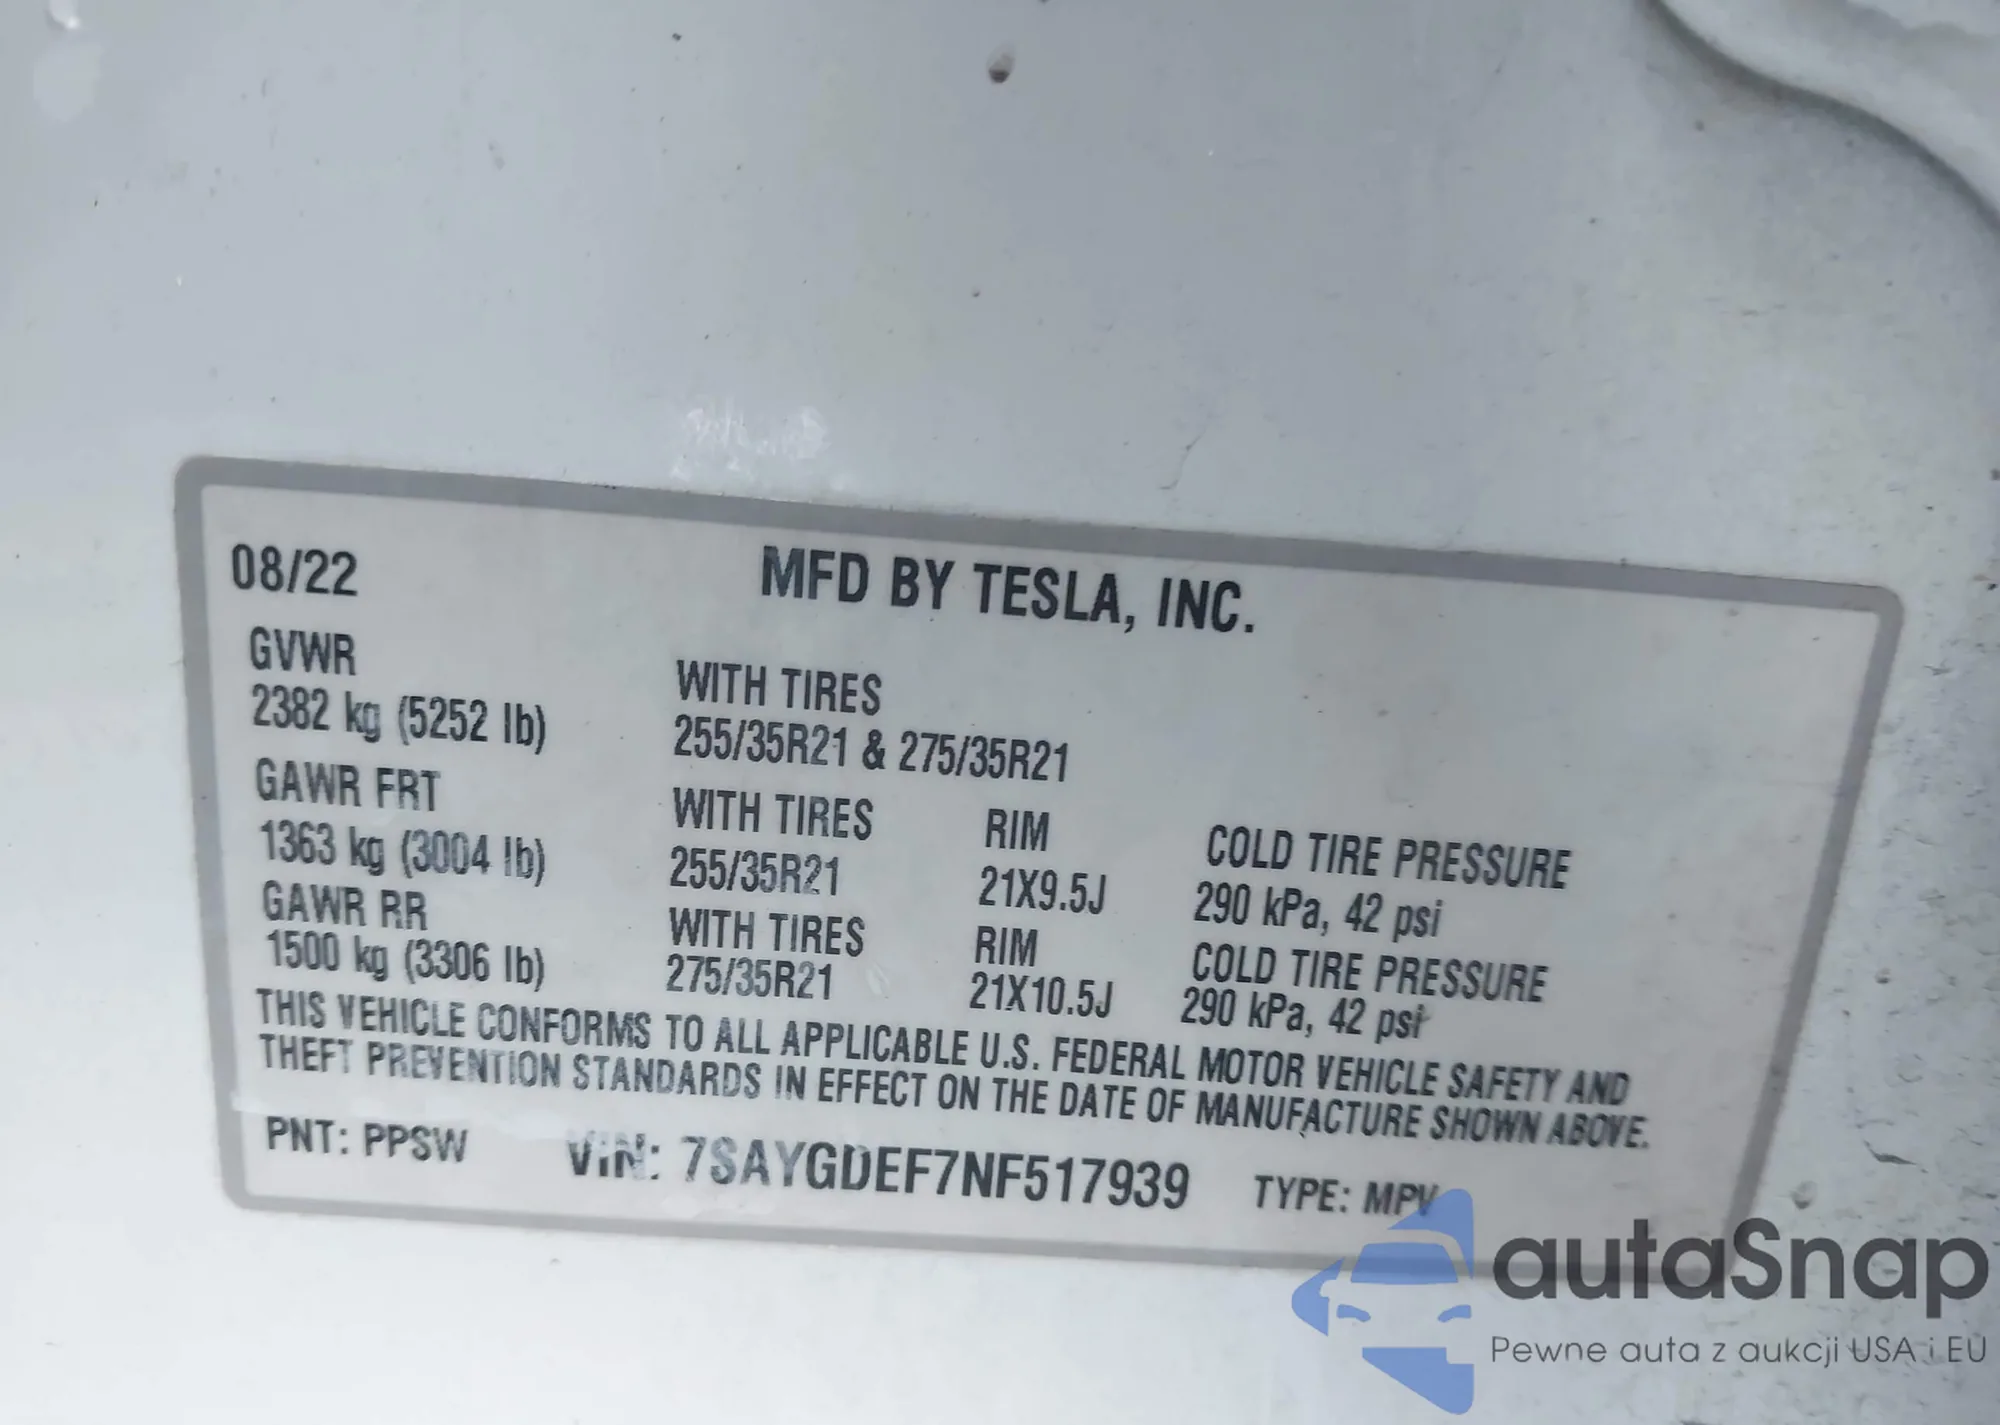 08/22 MFD BY TESLA, INC.
GVWR WITH TIRES
2382 kg (5252 lb) 255/35R21 & 275/35R21
GAWR FRT WITH TIRES RIM COLD TIRE PRESSURE
1363 kg (3004 lb) 255/35R21 21X9.5J 290 kPa, 42 psi
GAWR RR WITH TIRES RIM COLD TIRE PRESSURE
1500 kg (3306 lb) 275/35R21 21X10.5J 290 kPa, 42 psi
THIS VEHICLE CONFORMS TO ALL APPLICABLE U.S. FEDERAL MOTOR VEHICLE SAFETY AND
THEFT PREVENTION STANDARDS IN EFFECT ON THE DATE OF MANUFACTURE SHOWN ABOVE.
PNT: PPSW VIN: 7SAYGDEF7NF517939 TYPE: MPV
autaSnap
Pewne auta z aukcji USA i EU